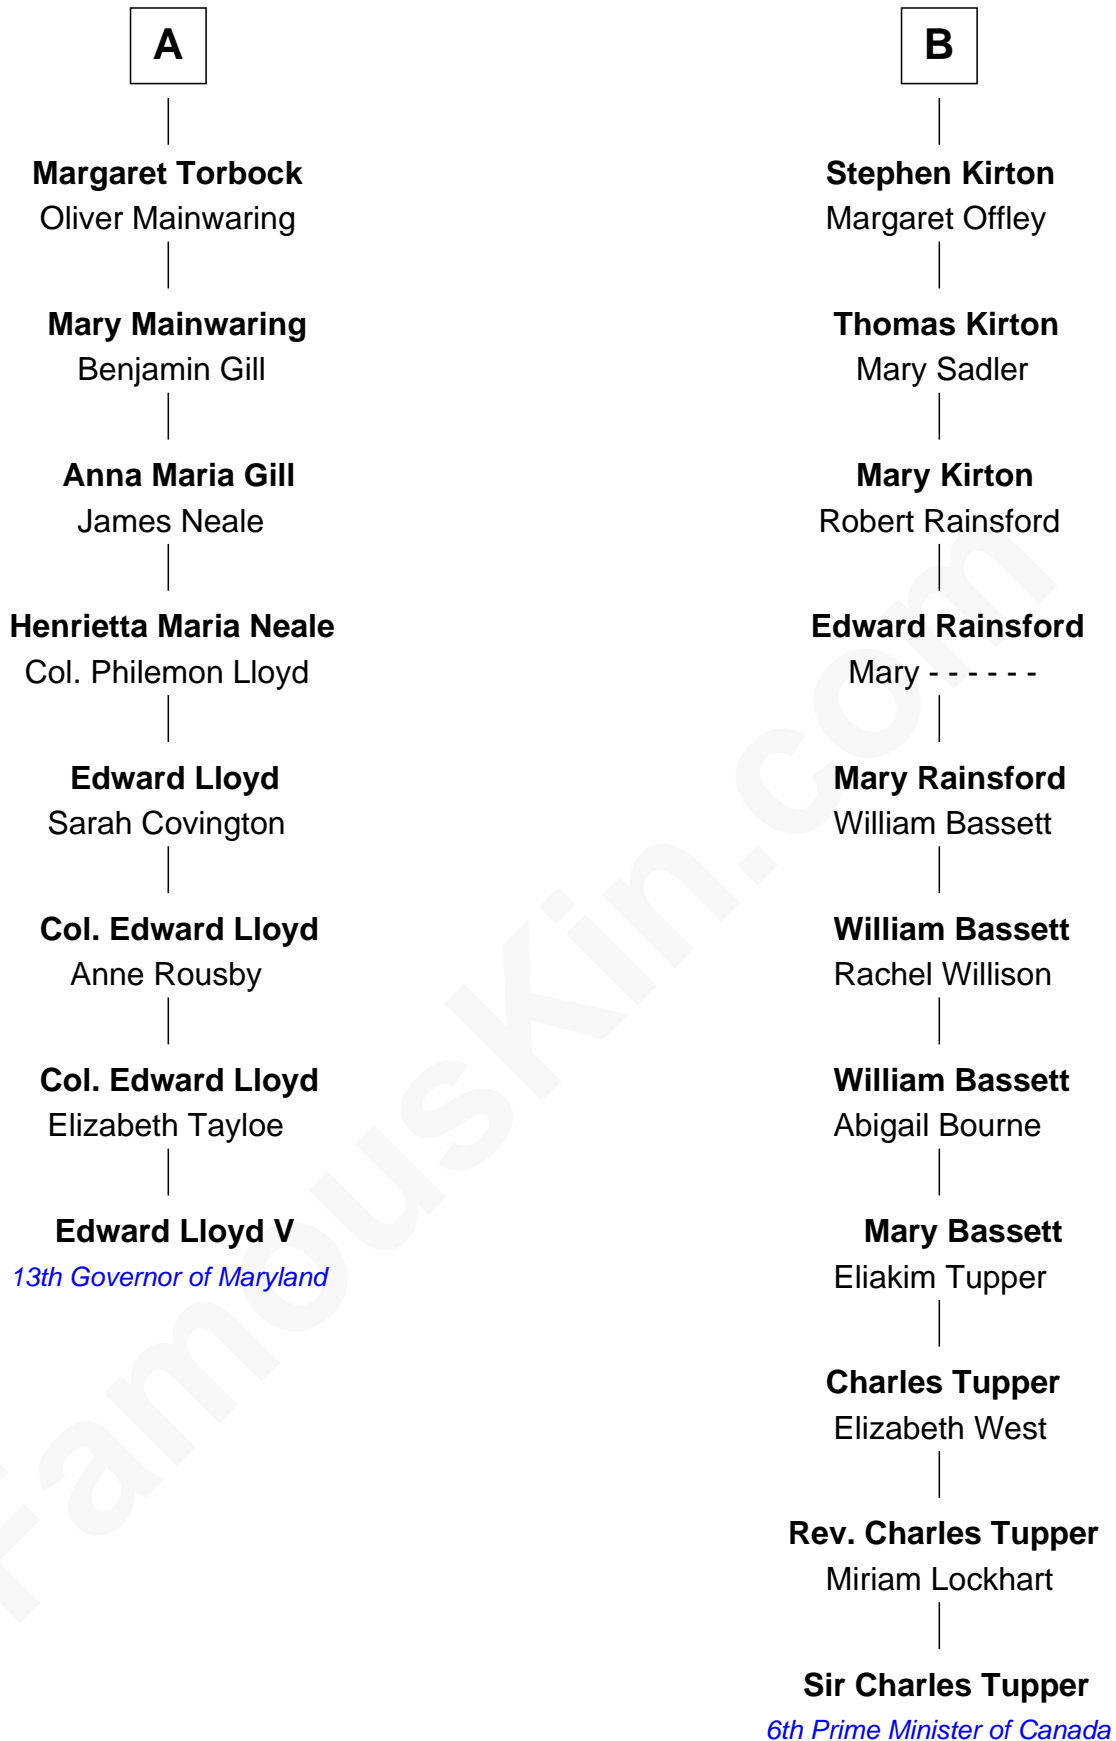 A
Margaret Torbock
Oliver Mainwaring
Mary Mainwaring
Benjamin Gill
Anna Maria Gill
James Neale
Henrietta Maria Neale
Col. Philemon Lloyd
Edward Lloyd
Sarah Covington
Col. Edward Lloyd
Anne Rousby
Col. Edward Lloyd
Elizabeth Tayloe
Edward Lloyd V
13th Governor of Maryland
B
Stephen Kirton
Margaret Offley
Thomas Kirton
Mary Sadler
Mary Kirton
Robert Rainsford
Edward Rainsford
Mary - - - - - -
Mary Rainsford
William Bassett
William Bassett
Rachel Willison
William Bassett
Abigail Bourne
Mary Bassett
Eliakim Tupper
Charles Tupper
Elizabeth West
Rev. Charles Tupper
Miriam Lockhart
Sir Charles Tupper
6th Prime Minister of Canada
FamousKin.com